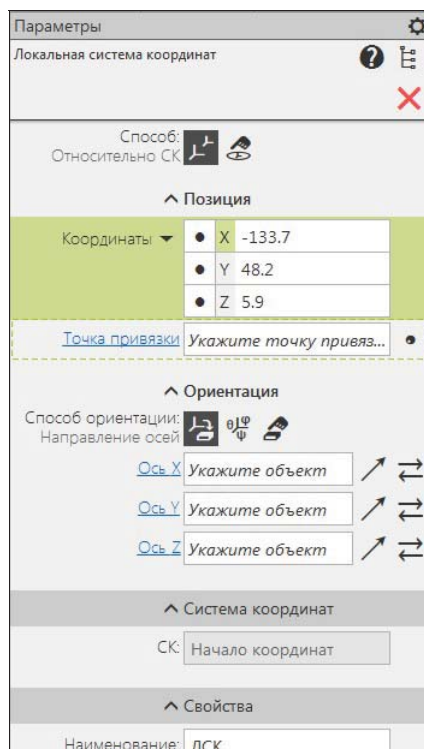 Параметры
Локальная система координат
Способ:
Относительно СК
Позиция
Координаты X -133.7
Y 48.2
Z 5.9
Точка привязки Укажите точку привяз...
Ориентация
Способ ориентации:
Направление осей
Ось X Укажите объект
Ось Y Укажите объект
Ось Z Укажите объект
Система координат
СК: Начало координат
Свойства
Наименование: ЛСК